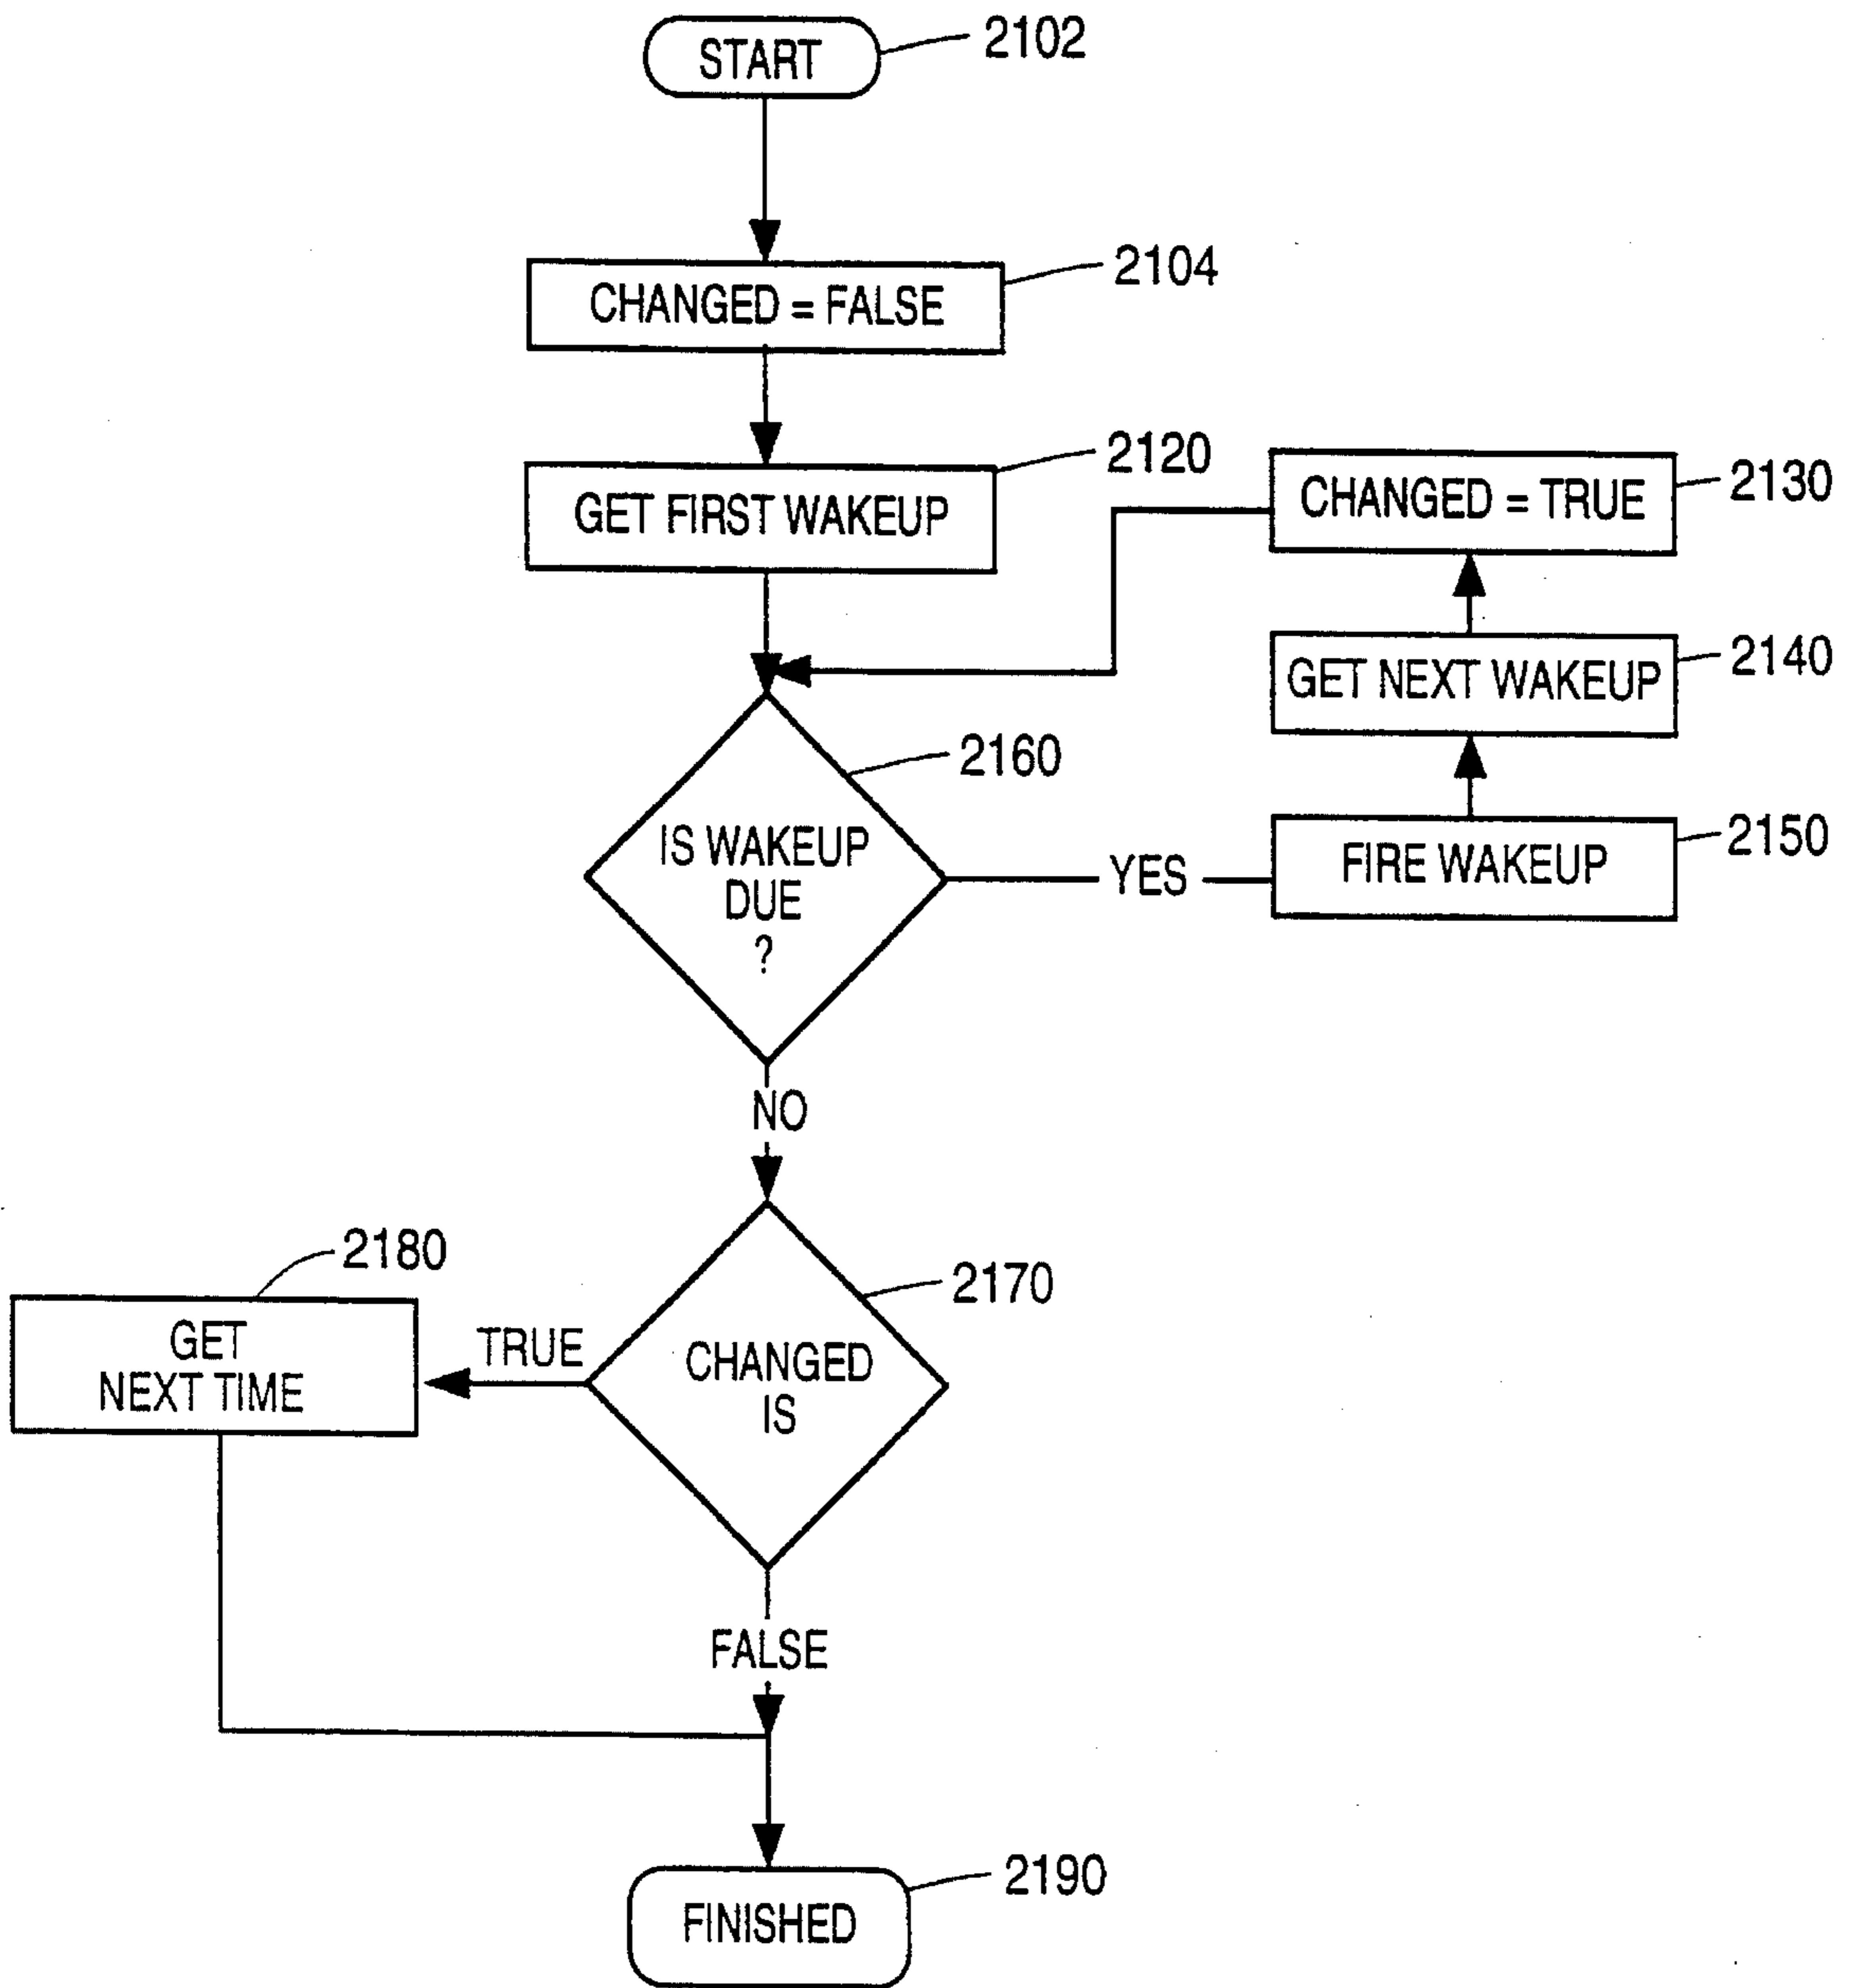 START
2102
2104
CHANGED = FALSE
2120
GET FIRST WAKEUP
CHANGED = TRUE
2130
GET NEXT WAKEUP
2140
2160
IS WAKEUP
DUE
?
YES
FIRE WAKEUP
2150
NO
2180
GET
NEXT TIME
TRUE
2170
CHANGED
IS
FALSE
2190
FINISHED